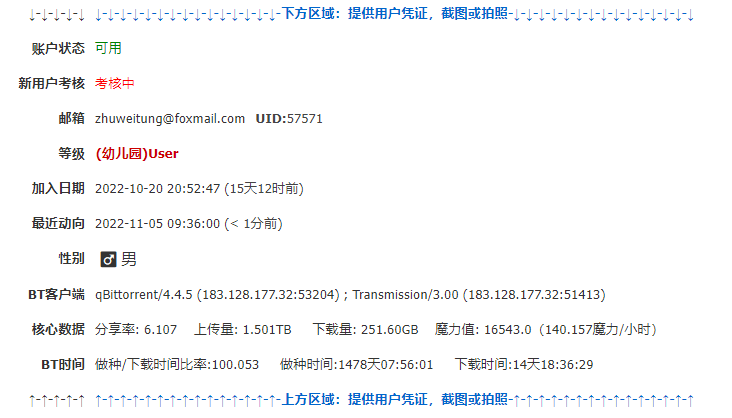 ↓-↓-↓-↓-↓ ↓-↓-↓-↓-↓-↓-↓-↓-↓-↓-↓-↓-↓-↓-下方区域：提供用户凭证，截图或拍照-↓-↓-↓-↓-↓-↓-↓-↓-↓-↓-↓-↓-↓-↓
账户状态 可用
新用户考核 考核中
邮箱 zhuweitung@foxmail.com UID:57571
等级 (幼儿园)User
加入日期 2022-10-20 20:52:47 (15天12时前)
最近动向 2022-11-05 09:36:00 (< 1分前)
性别 男
BT客户端 qBittorrent/4.4.5 (183.128.177.32:53204) ; Transmission/3.00 (183.128.177.32:51413)
核心数据 分享率: 6.107 上传量: 1.501TB 下载量: 251.60GB 魔力值: 16543.0（140.157魔力/小时）
BT时间 做种/下载时间比率:100.053 做种时间:1478天07:56:01 下载时间:14天18:36:29
↑-↑-↑-↑-↑ ↑-↑-↑-↑-↑-↑-↑-↑-↑-↑-↑-↑-↑-↑-上方区域：提供用户凭证，截图或拍照-↑-↑-↑-↑-↑-↑-↑-↑-↑-↑-↑-↑-↑-↑